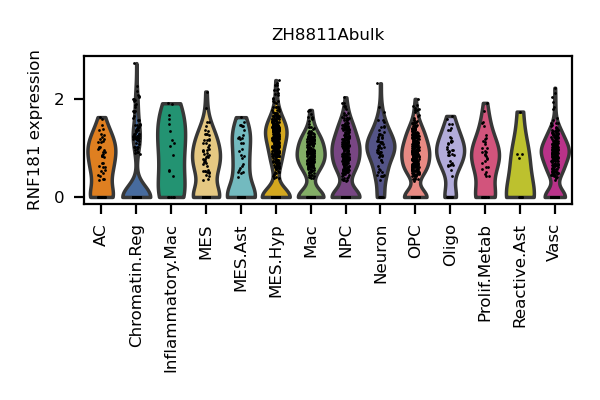 ZH8811Abulk
RNF181 expression
2
0
AC
Chromatin.Reg
Inflammatory.Mac
MES
MES.Ast
MES.Hyp
Mac
NPC
Neuron
OPC
Oligo
Prolif.Metab
Reactive.Ast
Vasc